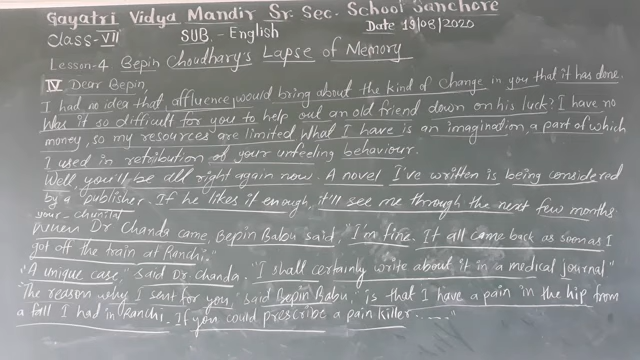 Gayatri Vidya Mandir Sr. Sec. School Sanchore
Class-VII SUB.- English Date 19/08/2020
Lesson-4 Bepin Choudhary's Lapse of Memory
IV Dear Bepin,
I had no idea that affluence would bring about the kind of change in you that it has done.
Was it so difficult for you to help out an old friend down on his luck? I have no
money, so my resources are limited. What I have is an imagination, a part of which
I used in retribution of your unfeeling behaviour.
Well, you'll be all right again now. A novel I've written is being considered
by a publisher. If he likes it enough, it'll see me through the next few months.
your - chunilal
When Dr Chanda came, Bepin Babu said, "I'm fine. It all came back as soon as I
got off the train at Ranchi."
"A unique case," said Dr. Chanda. "I shall certainly write about it in a medical journal"
"The reason why I sent for you," said Bepin Babu, "is that I have a pain in the hip from
a fall I had in Ranchi. If you could prescribe a pain killer ......"